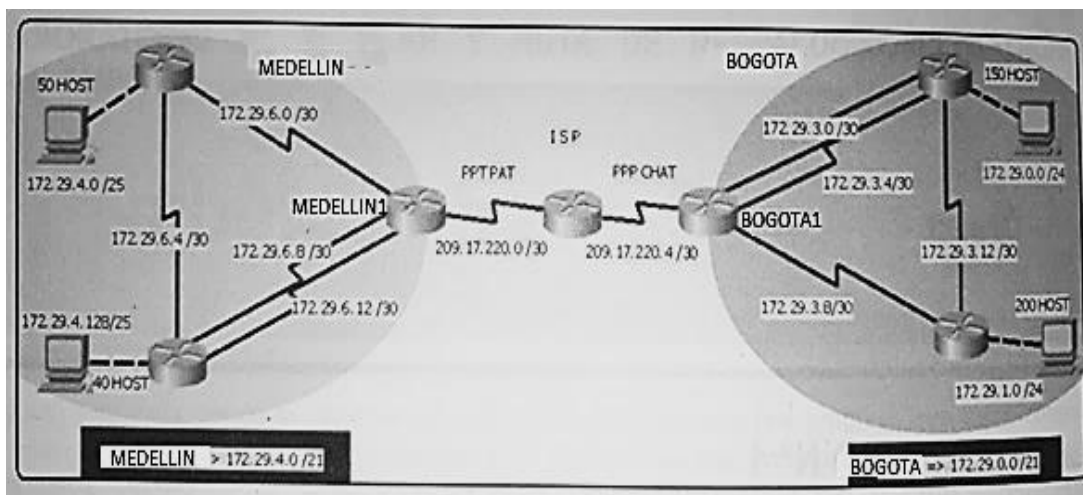 MEDELLIN
50 HOST
172.29.6.0 /30
172.29.4.0 /25
MEDELLIN1
172.29.6.4 /30
172.29.6.8 /30
172.29.6.12 /30
172.29.4.128/25
40 HOST
MEDELLIN > 172.29.4.0 /21
ISP
PPT PAT
PPP CHAT
209.17.220.0 /30
209.17.220.4 /30
BOGOTA
150 HOST
172.29.3.0 /30
172.29.3.4/30
172.29.0.0 /24
BOGOTA1
172.29.3.12 /30
172.29.3.8/30
200 HOST
172.29.1.0 /24
BOGOTA => 172.29.0.0/21